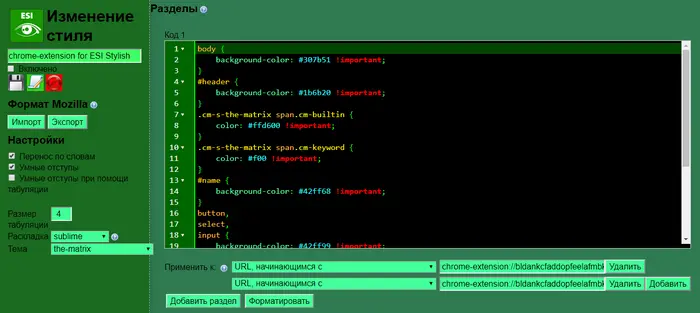 ESI
Изменение
стиля
chrome-extension for ESI Stylish
Включено
Формат Mozilla
Импорт Экспорт
Настройки
Перенос по словам
Умные отступы
Умные отступы при помощи
табуляции
Размер 4
табуляции
Раскладка sublime
Тема the-matrix
Разделы
Код 1
1 body {
2 background-color: #307b51 !important;
3 }
4 #header {
5 background-color: #1b6b20 !important;
6 }
7 .cm-s-the-matrix span.cm-builtin {
8 color: #ffd600 !important;
9 }
10 .cm-s-the-matrix span.cm-keyword {
11 color: #f00 !important;
12 }
13 #name {
14 background-color: #42ff68 !important;
15 }
16 button,
17 select,
18 input {
19 background-color: #42ff99 !important;
Применить к: URL, начинающимся с chrome-extension://bldankcfaddopfeelafmb Удалить
URL, начинающимся с chrome-extension://bldankcfaddopfeelafmb Удалить Добавить
Добавить раздел Форматировать